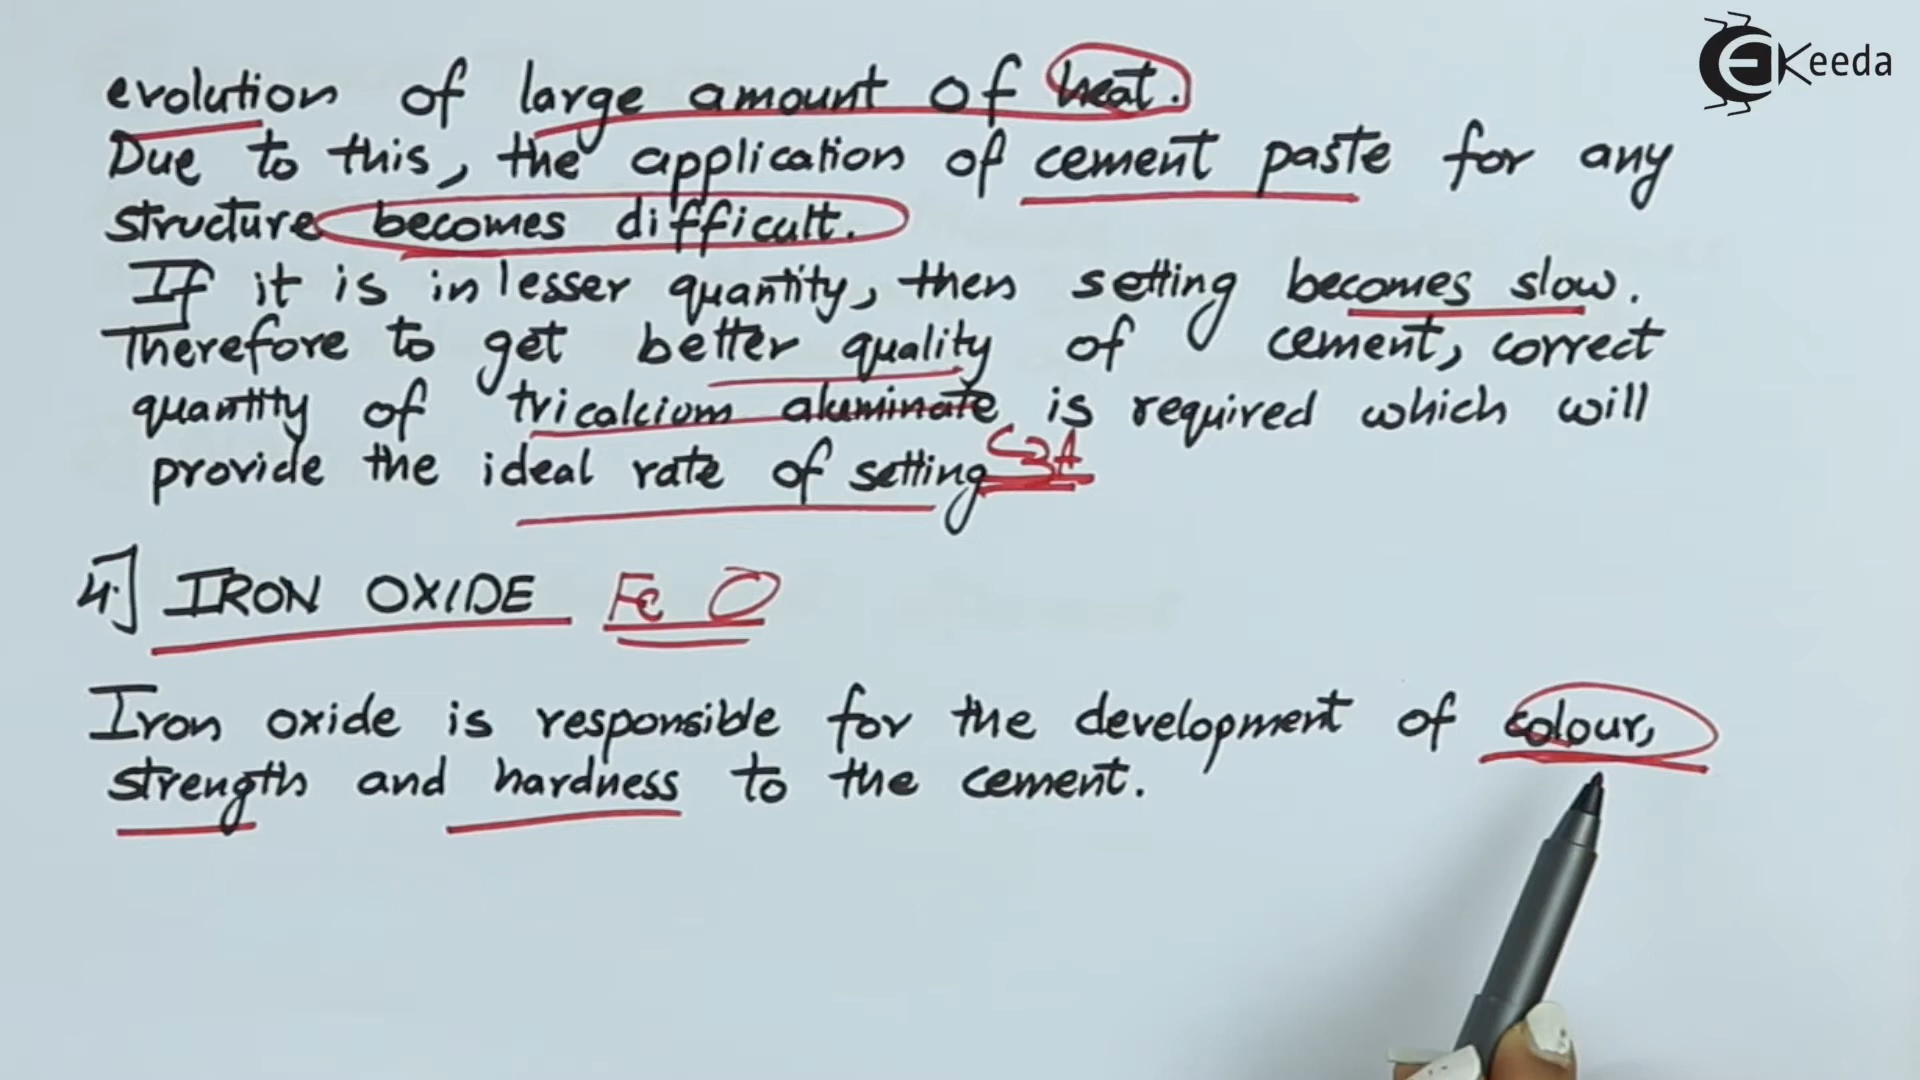 Keeda
evolution of large amount of heat.
Due to this, the application of cement paste for any
structure becomes difficult.
If it is in lesser quantity, then setting becomes slow.
Therefore to get better quality of cement, correct
quantity of tricalcium aluminate is required which will
provide the ideal rate of setting C3A
4.] IRON OXIDE Fe O
Iron oxide is responsible for the development of colour,
strength and hardness to the cement.